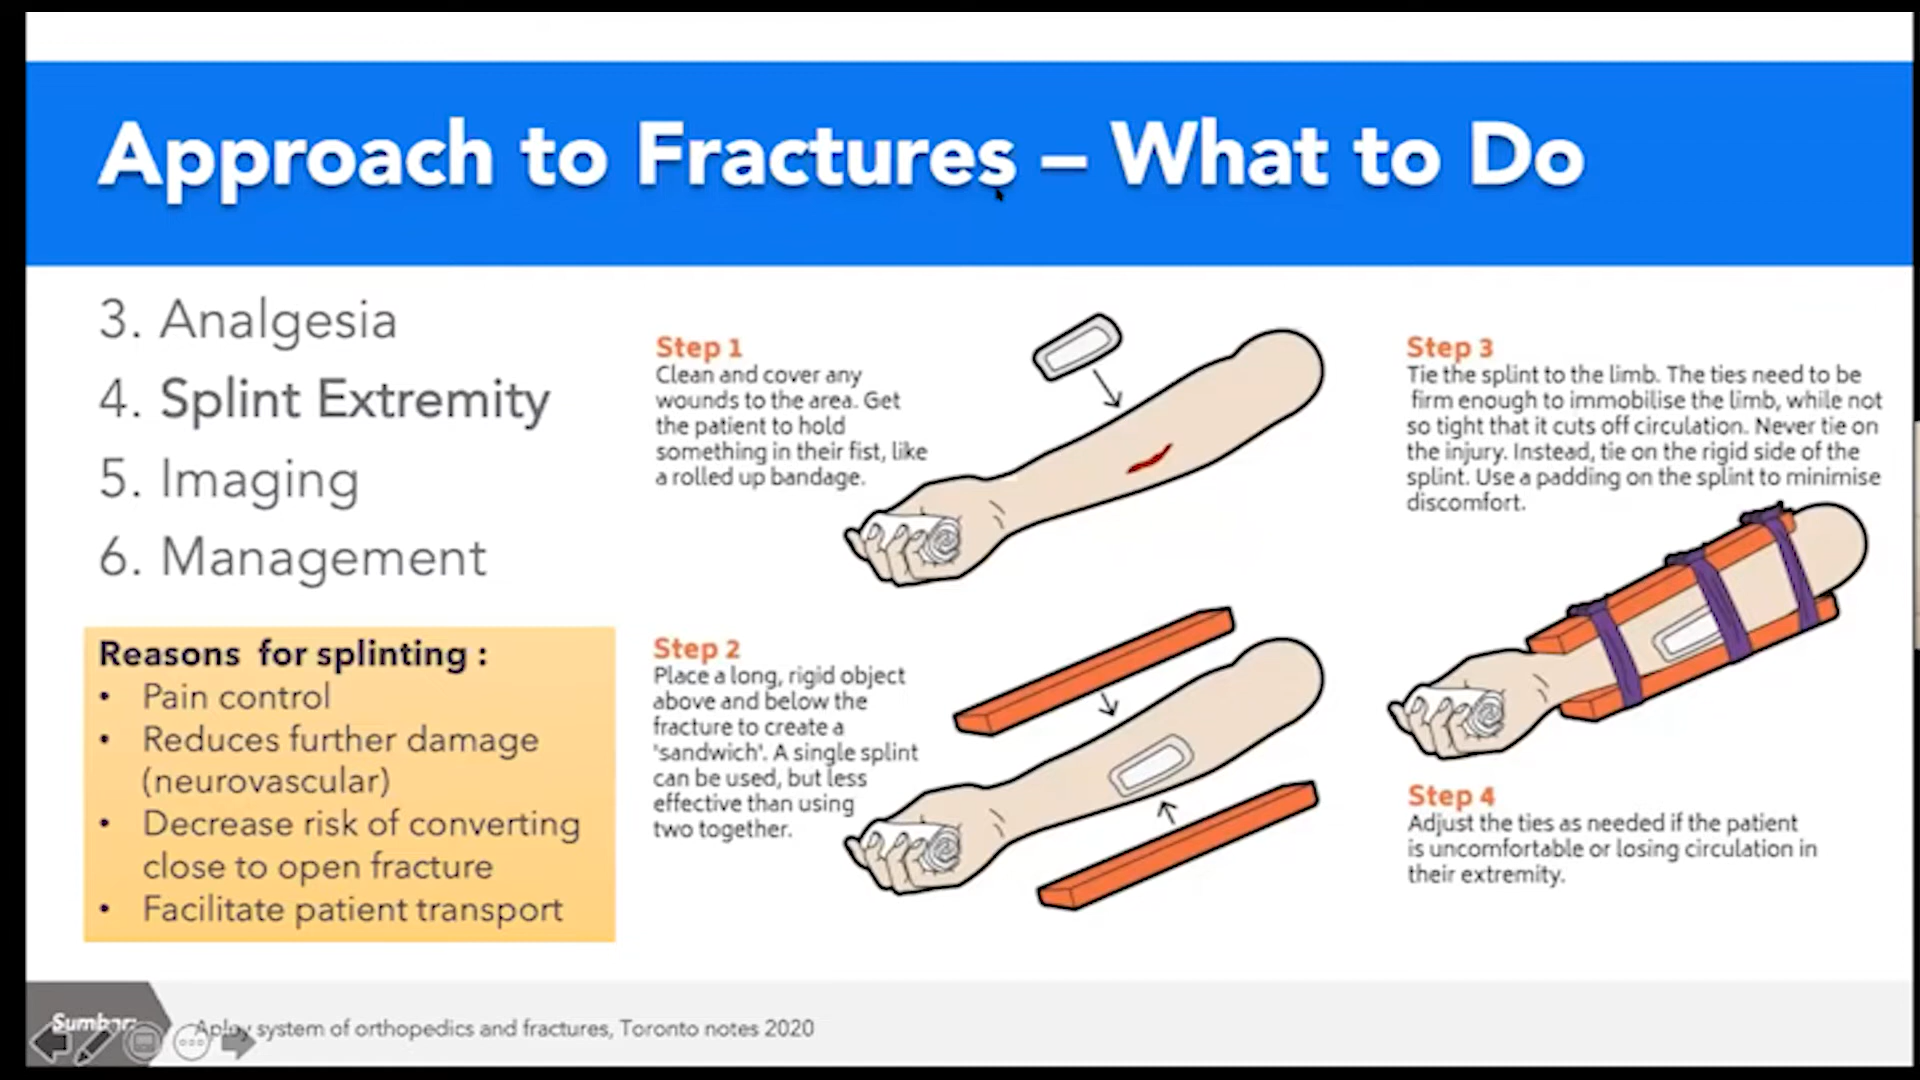 Approach to Fractures – What to Do
3. Analgesia
4. Splint Extremity
5. Imaging
6. Management
Reasons for splinting :
• Pain control
• Reduces further damage
(neurovascular)
• Decrease risk of converting
close to open fracture
• Facilitate patient transport
Step 1
Clean and cover any
wounds to the area. Get
the patient to hold
something in their fist, like
a rolled up bandage.
Step 2
Place a long, rigid object
above and below the
fracture to create a
'sandwich'. A single splint
can be used, but less
effective than using
two together.
Step 3
Tie the splint to the limb. The ties need to be
firm enough to immobilise the limb, while not
so tight that it cuts off circulation. Never tie on
the injury. Instead, tie on the rigid side of the
splint. Use a padding on the splint to minimise
discomfort.
Step 4
Adjust the ties as needed if the patient
is uncomfortable or losing circulation in
their extremity.
system of orthopedics and fractures, Toronto notes 2020